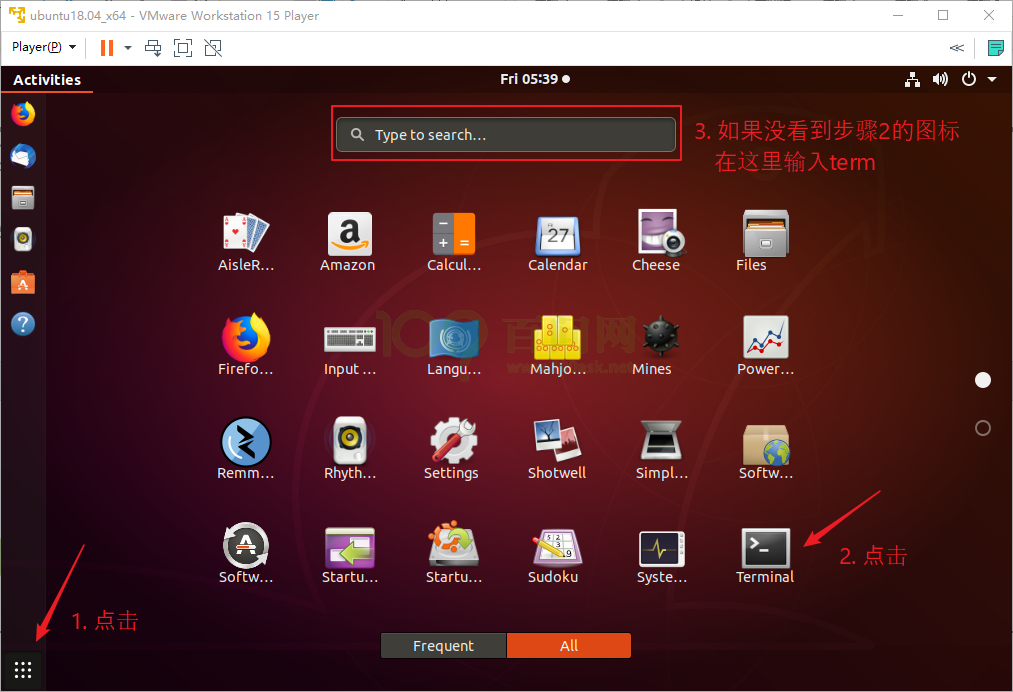 ubuntu18.04_x64 - VMware Workstation 15 Player
Player(P)
Activities
Fri 05:39
Type to search...
3. 如果没看到步骤2的图标
在这里输入term
27
AisleR... Amazon Calcul... Calendar Cheese Files
Firefo... Input ... Langu... Mahjo... Mines Power...
Remm... Rhyth... Settings Shotwell Simpl... Softw...
Softw... Startu... Startu... Sudoku Syste... Terminal
2. 点击
1. 点击
Frequent All